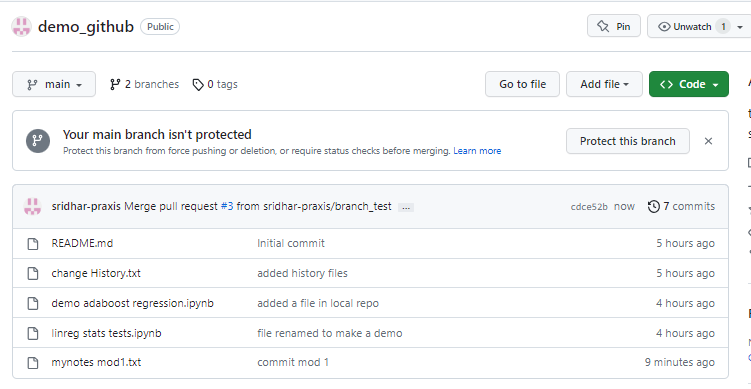 demo_github Public Pin Unwatch 1
main 2 branches 0 tags Go to file Add file Code
Your main branch isn't protected
Protect this branch from force pushing or deletion, or require status checks before merging. Learn more
Protect this branch
sridhar-praxis Merge pull request #3 from sridhar-praxis/branch_test ... cdce52b now 7 commits
README.md Initial commit 5 hours ago
change History.txt added history files 5 hours ago
demo adaboost regression.ipynb added a file in local repo 4 hours ago
linreg stats tests.ipynb file renamed to make a demo 4 hours ago
mynotes mod1.txt commit mod 1 9 minutes ago